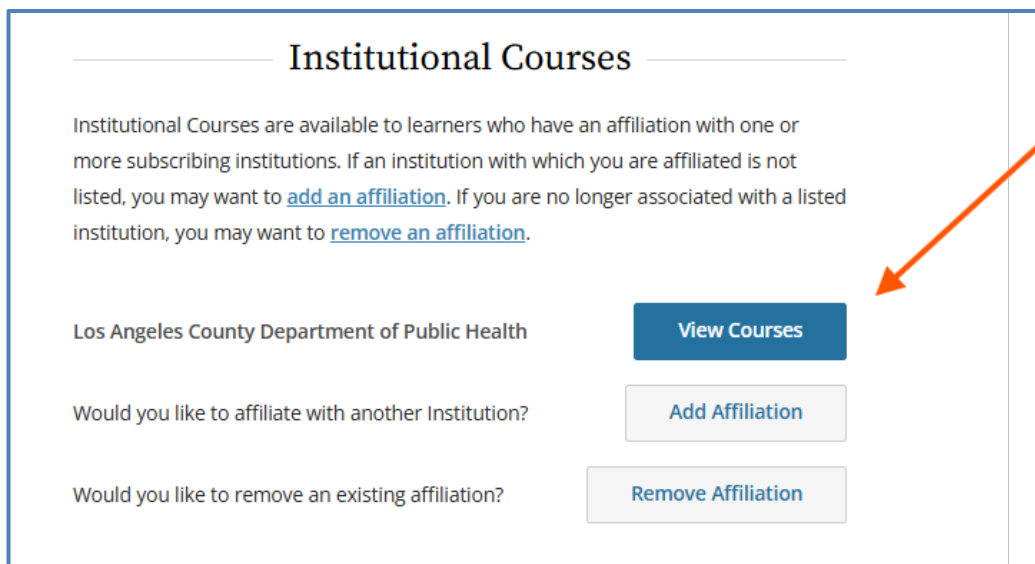 Institutional Courses
Institutional Courses are available to learners who have an affiliation with one or
more subscribing institutions. If an institution with which you are affiliated is not
listed, you may want to add an affiliation. If you are no longer associated with a listed
institution, you may want to remove an affiliation.
Los Angeles County Department of Public Health
View Courses
Would you like to affiliate with another Institution?
Add Affiliation
Would you like to remove an existing affiliation?
Remove Affiliation